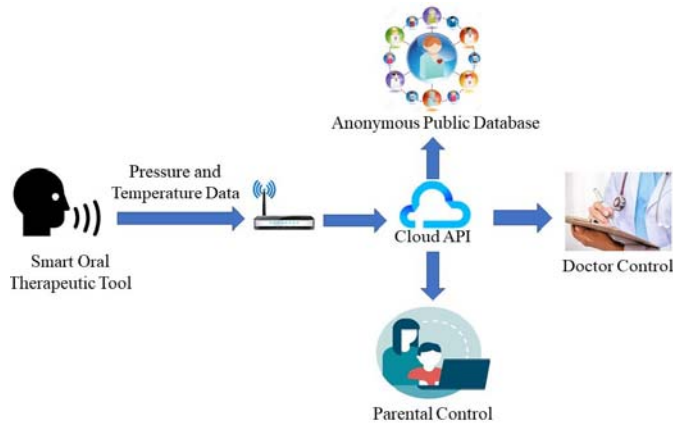 Anonymous Public Database
Pressure and
Temperature Data
Cloud API
Smart Oral
Therapeutic Tool
Doctor Control
Parental Control